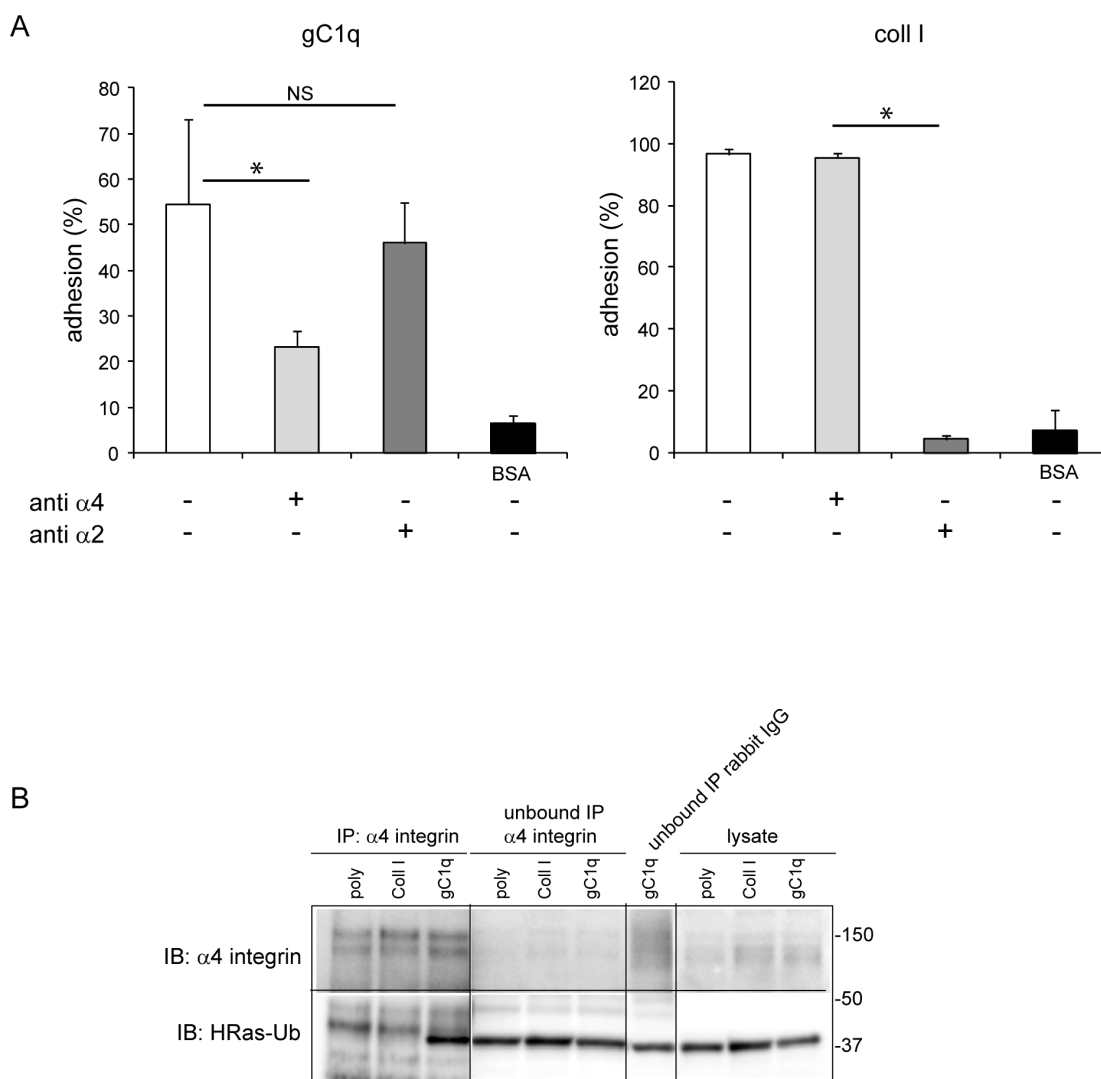 A
gC1q
coll I
adhesion (%)
80
70
60
50
40
30
20
10
0
NS
*
BSA
adhesion (%)
120
100
80
60
40
20
0
*
BSA
anti α4 - + - - - + - -
anti α2 - - + - - - + -
B
IP: α4 integrin
unbound IP
α4 integrin
unbound IP rabbit IgG
lysate
poly Coll I gC1q poly Coll I gC1q gC1q poly Coll I gC1q
IB: α4 integrin
-150
-50
IB: HRas-Ub
-37